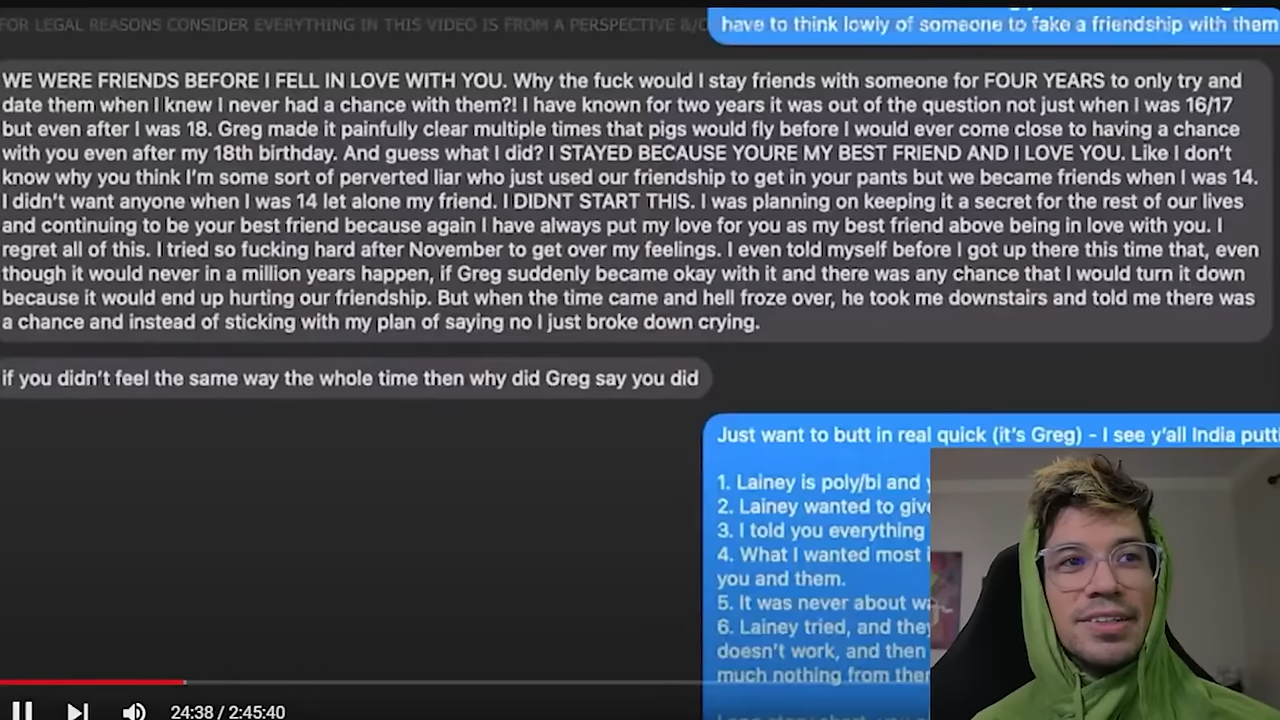 FOR LEGAL REASONS CONSIDER EVERYTHING IN THIS VIDEO IS FROM A PERSPECTIVE &/O
have to think lowly of someone to fake a friendship with them
WE WERE FRIENDS BEFORE I FELL IN LOVE WITH YOU. Why the fuck would I stay friends with someone for FOUR YEARS to only try and
date them when I knew I never had a chance with them?! I have known for two years it was out of the question not just when I was 16/17
but even after I was 18. Greg made it painfully clear multiple times that pigs would fly before I would ever come close to having a chance
with you even after my 18th birthday. And guess what I did? I STAYED BECAUSE YOURE MY BEST FRIEND AND I LOVE YOU. Like I don't
know why you think I'm some sort of perverted liar who just used our friendship to get in your pants but we became friends when I was 14.
I didn't want anyone when I was 14 let alone my friend. I DIDNT START THIS. I was planning on keeping it a secret for the rest of our lives
and continuing to be your best friend because again I have always put my love for you as my best friend above being in love with you. I
regret all of this. I tried so fucking hard after November to get over my feelings. I even told myself before I got up there this time that, even
though it would never in a million years happen, if Greg suddenly became okay with it and there was any chance that I would turn it down
because it would end up hurting our friendship. But when the time came and hell froze over, he took me downstairs and told me there was
a chance and instead of sticking with my plan of saying no I just broke down crying.
if you didn't feel the same way the whole time then why did Greg say you did
Just want to butt in real quick (it's Greg) - I see y'all India putt
1. Lainey is poly/bi and
2. Lainey wanted to giv
3. I told you everything
4. What I wanted most
you and them.
5. It was never about
6. Lainey tried, and they
doesn't work, and then
much nothing from
24:38 / 2:45:40